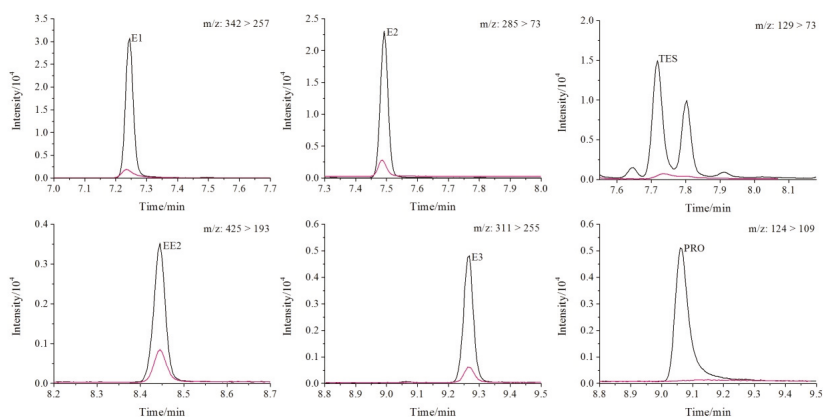 m/z: 342 > 257
E1
Intensity/10⁴
3.5
3.0
2.5
2.0
1.5
1.0
0.5
0.0
7.0 7.1 7.2 7.3 7.4 7.5 7.6 7.7
Time/min
m/z: 285 > 73
E2
Intensity/10⁴
2.5
2.0
1.5
1.0
0.5
0.0
7.3 7.4 7.5 7.6 7.7 7.8 7.9 8.0
Time/min
m/z: 129 > 73
TES
Intensity/10⁴
2.0
1.5
1.0
0.5
0.0
7.6 7.7 7.8 7.9 8.0 8.1
Time/min
m/z: 425 > 193
EE2
Intensity/10⁴
0.4
0.3
0.2
0.1
0.0
8.2 8.3 8.4 8.5 8.6 8.7
Time/min
m/z: 311 > 255
E3
Intensity/10⁴
0.6
0.5
0.4
0.3
0.2
0.1
0.0
8.8 8.9 9.0 9.1 9.2 9.3 9.4 9.5
Time/min
m/z: 124 > 109
PRO
Intensity/10⁴
0.6
0.5
0.4
0.3
0.2
0.1
0.0
8.8 8.9 9.0 9.1 9.2 9.3 9.4 9.5
Time/min